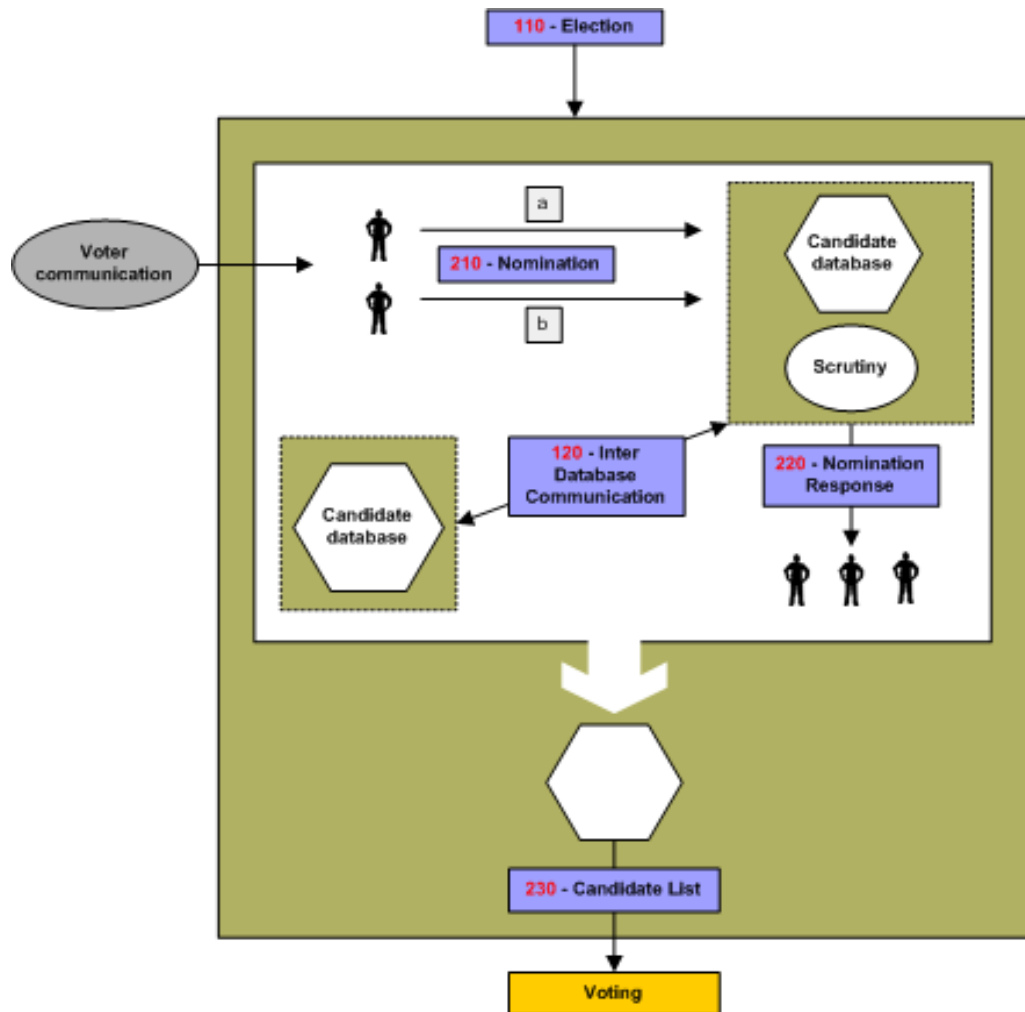 110 - Election
a
Voter
communication
210 - Nomination
b
Candidate
database
Scrutiny
120 - Inter
Database
Communication
220 - Nomination
Response
Candidate
database
230 - Candidate List
Voting